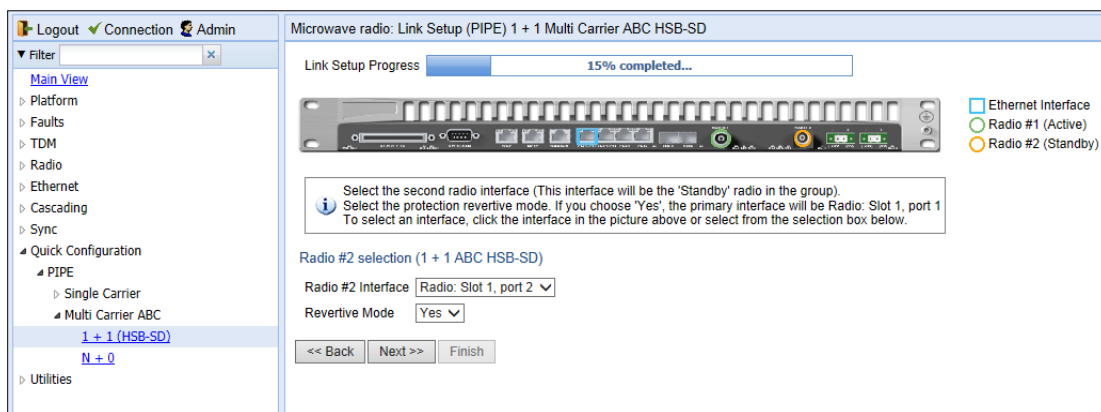 Logout Connection Admin
Filter
Main View
Platform
Faults
TDM
Radio
Ethernet
Cascading
Sync
Quick Configuration
PIPE
Single Carrier
Multi Carrier ABC
1 + 1 (HSB-SD)
N + 0
Utilities
Microwave radio: Link Setup (PIPE) 1 + 1 Multi Carrier ABC HSB-SD
Link Setup Progress 15% completed...
Ethernet Interface
Radio #1 (Active)
Radio #2 (Standby)
Select the second radio interface (This interface will be the 'Standby' radio in the group).
Select the protection revertive mode. If you choose 'Yes', the primary interface will be Radio: Slot 1, port 1
To select an interface, click the interface in the picture above or select from the selection box below.
Radio #2 selection (1 + 1 ABC HSB-SD)
Radio #2 Interface Radio: Slot 1, port 2
Revertive Mode Yes
<< Back Next >> Finish